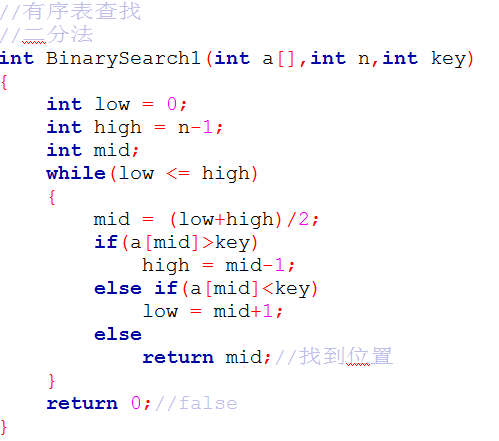 //有序表查找
//二分法
int BinarySearch1(int a[],int n,int key)
{
    int low = 0;
    int high = n-1;
    int mid;
    while(low <= high)
    {
        mid = (low+high)/2;
        if(a[mid]>key)
            high = mid-1;
        else if(a[mid]<key)
            low = mid+1;
        else
            return mid;//找到位置
    }
    return 0;//false
}